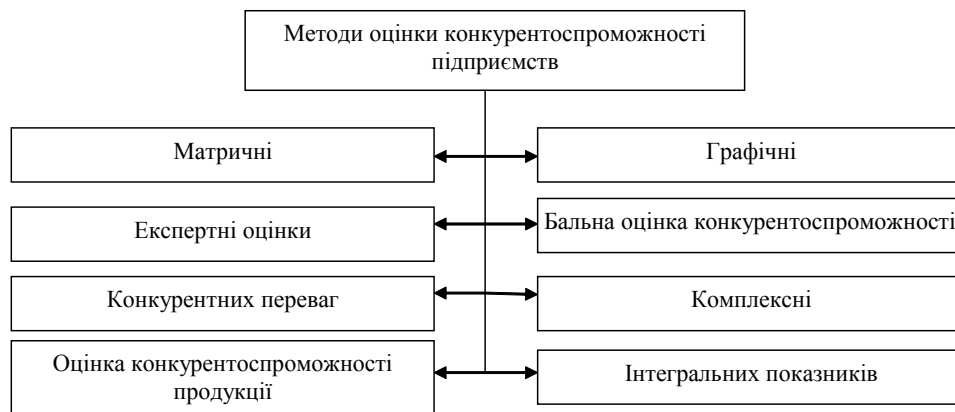 Методи оцінки конкурентоспроможності
підприємств
Матричні
Графічні
Експертні оцінки
Бальна оцінка конкурентоспроможності
Конкурентних переваг
Комплексні
Оцінка конкурентоспроможності
продукції
Інтегральних показників